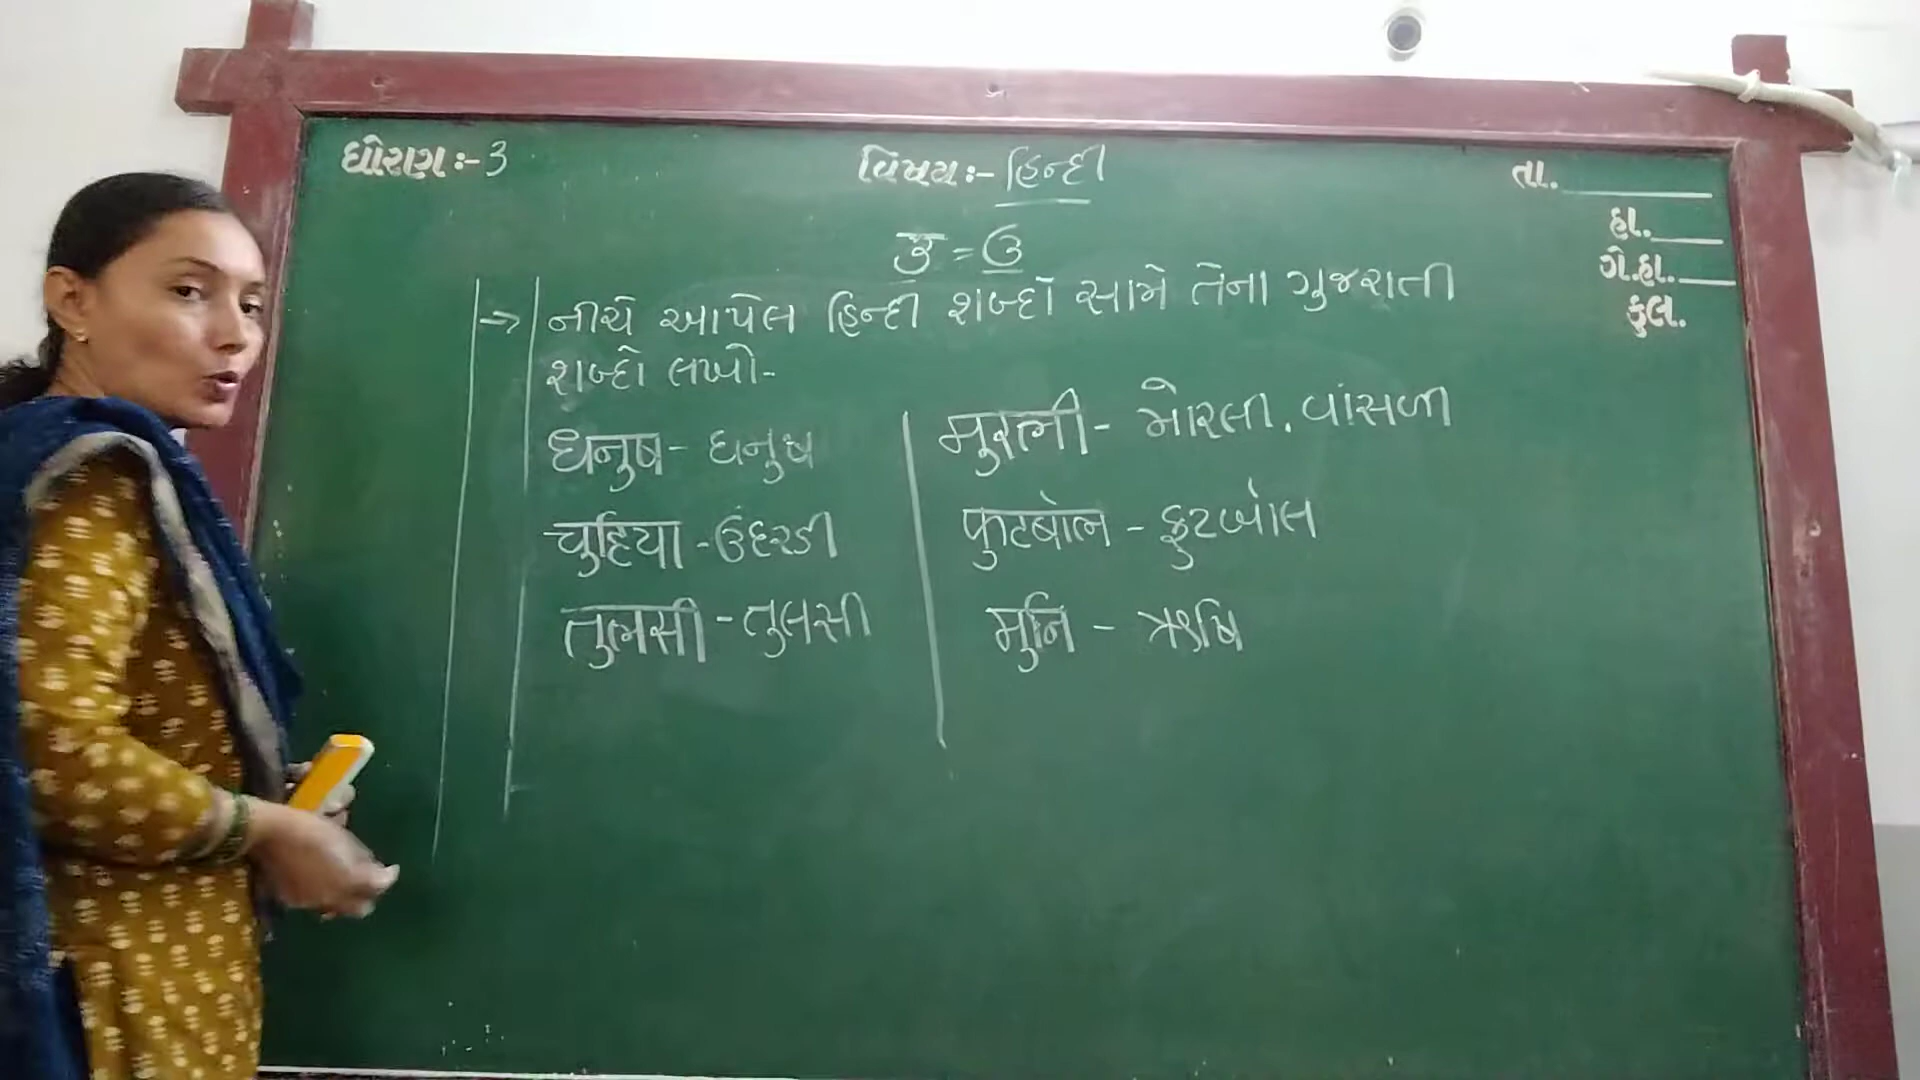 ધોરણ:- 3
વિષય:- હિન્દી
તા.
હા.
ગે.હા.
કુલ.
उ = ઉ
→ નીચે આપેલ હિન્દી શબ્દો સામે તેના ગુજરાતી
શબ્દો લખો-
धनुष - ધનુષ
चुहिया - ઉંદરડી
तुलसी - તુલસી
मुरली - મોરલી. વાંસળી
फुटबोल - ફુટબોલ
मुनि - ઋષિ